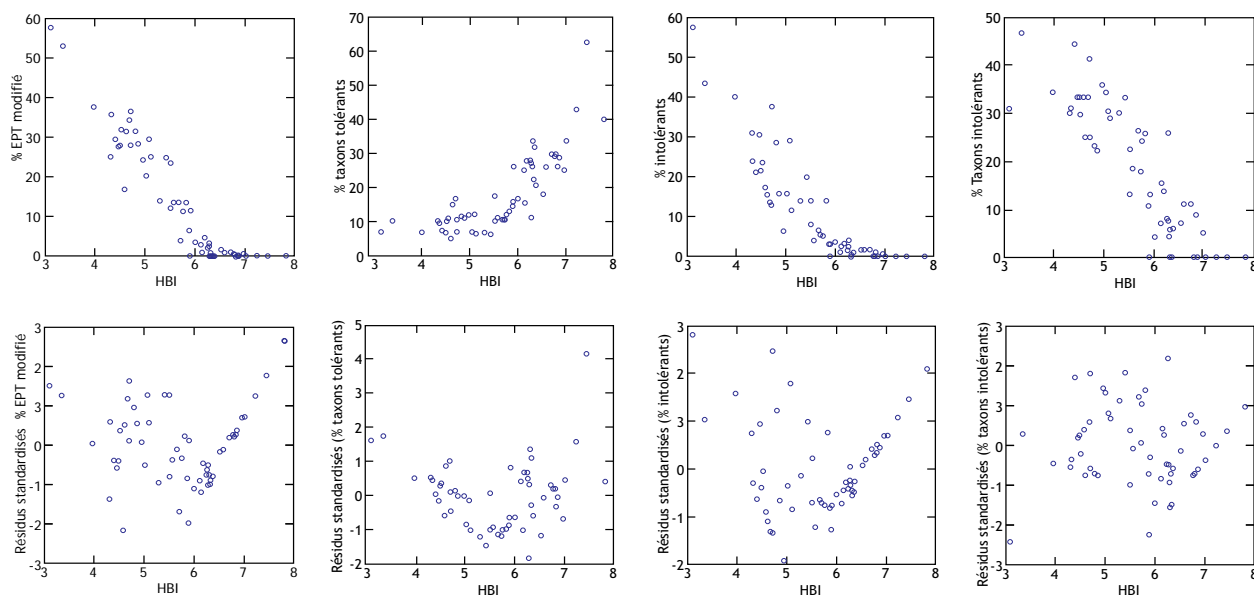 % EPT modifié
60
50
40
30
20
10
0
3 4 5 6 7 8
HBI
% taxons tolérants
70
60
50
40
30
20
10
0
3 4 5 6 7 8
HBI
% intolérants
60
50
40
30
20
10
0
3 4 5 6 7 8
HBI
% Taxons intolérants
50
40
30
20
10
0
3 4 5 6 7 8
HBI
Résidus standardisés % EPT modifié
3
2
3
0
-1
-2
-3
3 4 5 6 7 8
HBI
Résidus standardisés (% taxons tolérants)
5
4
3
2
1
0
-1
-2
3 4 5 6 7 8
HBI
Résidus standardisés (% intolérants)
3
2
3
0
-1
-2
3 4 5 6 7 8
HBI
Résidus standardisés (% taxons intolérants)
3
2
3
0
-1
-2
-3
3 4 5 6 7 8
HBI